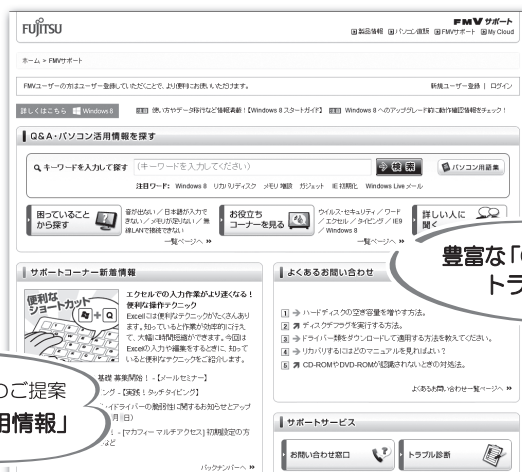 FUJITSU
FMVサポート
製品情報 パソコン直販 FMVサポート My Cloud
ホーム > FMVサポート
FMVユーザーの方はユーザー登録していただくことで、より便利にお使いいただけます。
新規ユーザー登録 | ログイン
詳しくはこちら Windows 8
使い方やデータ移行など情報満載!【Windows 8 スタートガイド】 Windows 8 へのアップグレード前に動作確認情報をチェック!
Q&A・パソコン活用情報を探す
キーワードを入力して探す (キーワードを入力してください) 検索 パソコン用語集
注目ワード: Windows 8 リカバリディスク メモリ増設 ガジェット IE 初期化 Windows Live メール
困っていることから探す
音が出ない/日本語が入力できない/メモリが足りない/無線LANで接続できない
一覧ページへ
お役立ちコーナーを見る
ウイルス・セキュリティ/ワード/エクセル/タイピング/IE9/Windows 8
一覧ページへ
詳しい人に聞く
豊富な「
トラ
サポートコーナー新着情報
便利なショートカット
+ Q
エクセルでの入力作業がより速くなる!
便利な操作テクニック
Excelには便利なテクニックがたくさんあり
ます。知っていると作業が効率的に行え
て、大幅に時間短縮ができます。今回は
Excelの入力や編集をするときに、知って
いると便利なテクニックをご紹介します。
基礎 募集開始! -【メールセミナー】
ング -【実践!タッチタイピング】
ドライバーの脆弱性に関するお知らせとアップ
月 日)
! -【マカフィー マルチアクセス】初期設定の方
など
バックナンバーへ
のご提案
用情報」
よくあるお問い合わせ
1 ハードディスクの空き容量を増やす方法。
2 ディスクデフラグを実行する方法。
3 ドライバー類をダウンロードして適用する方法を教えてください。
4 リカバリするにはどのマニュアルを見ればよい?
5 CD-ROMやDVD-ROMが認識されないときの対処法。
よくあるお問い合わせ一覧ページへ
サポートサービス
お問い合わせ窓口
トラブル診断